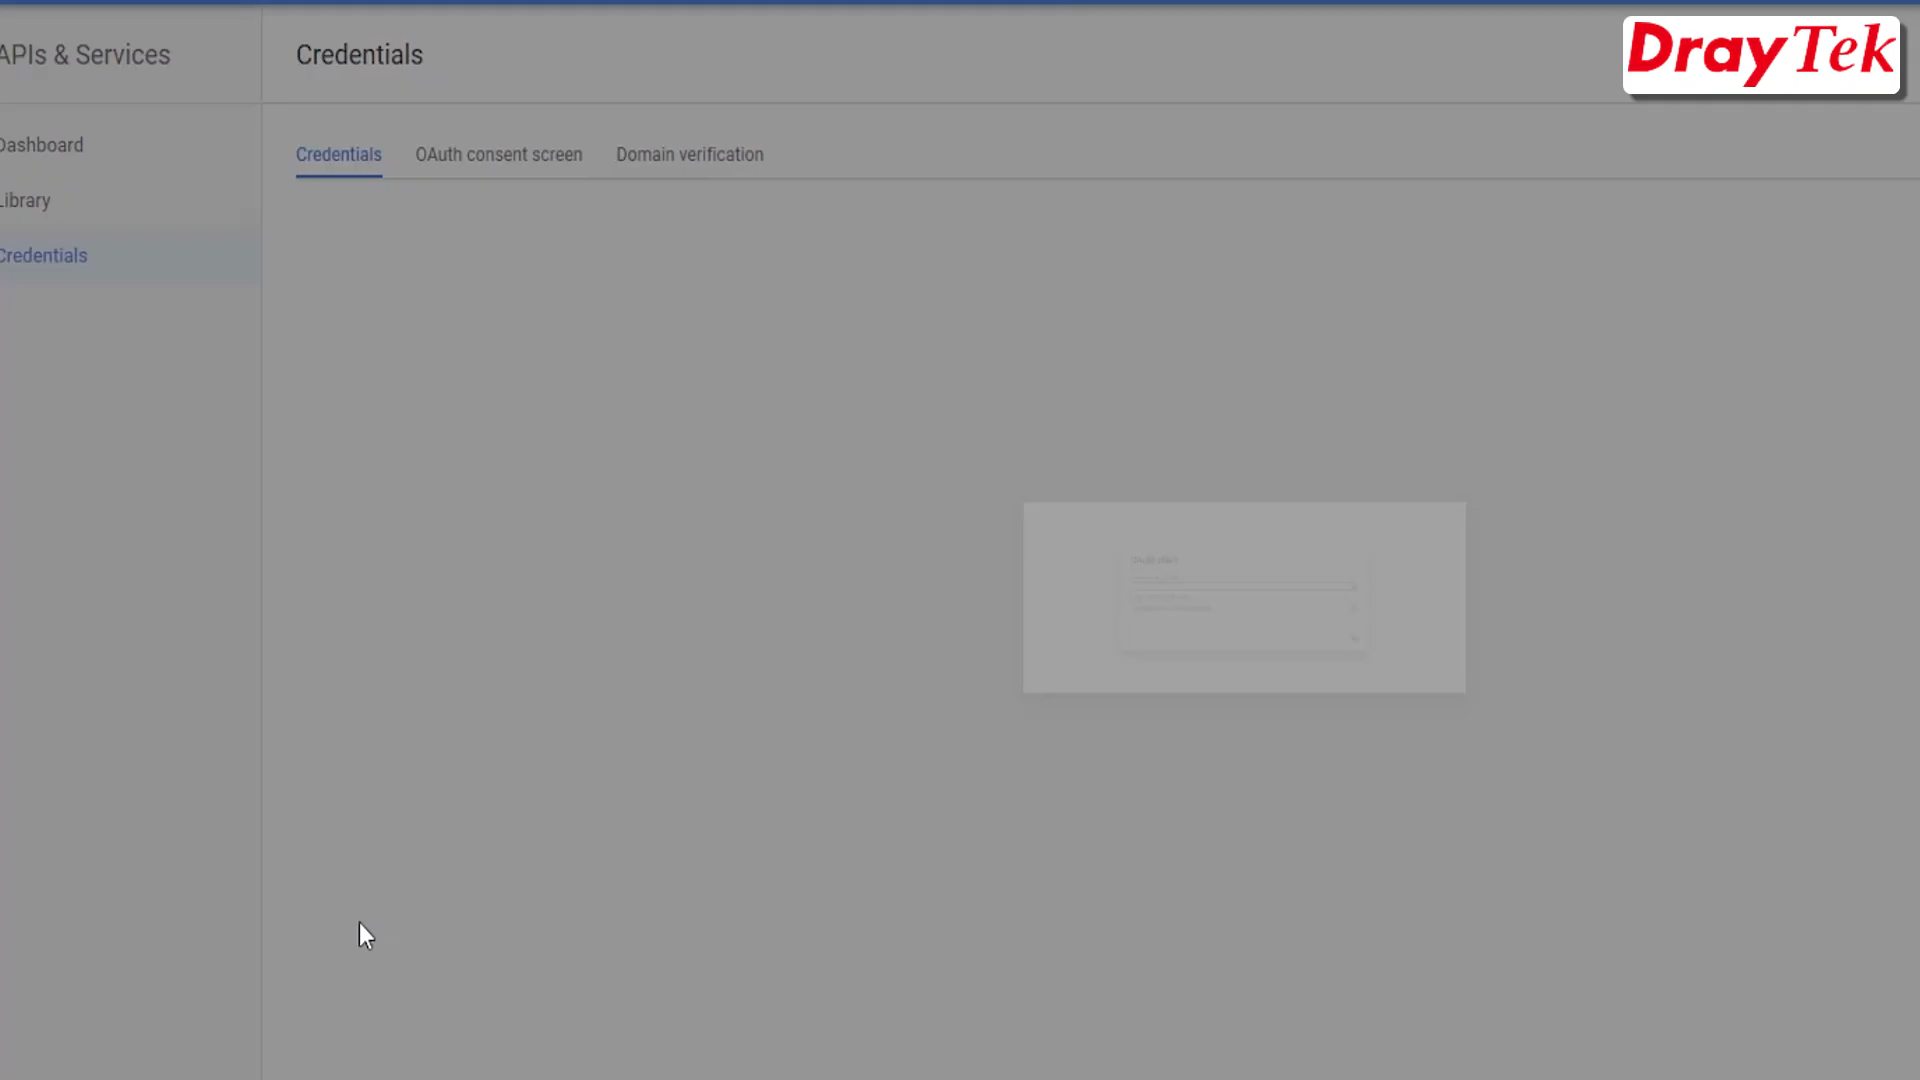 DrayTek
APIs & Services
Credentials
Dashboard
Library
Credentials
Credentials
OAuth consent screen
Domain verification